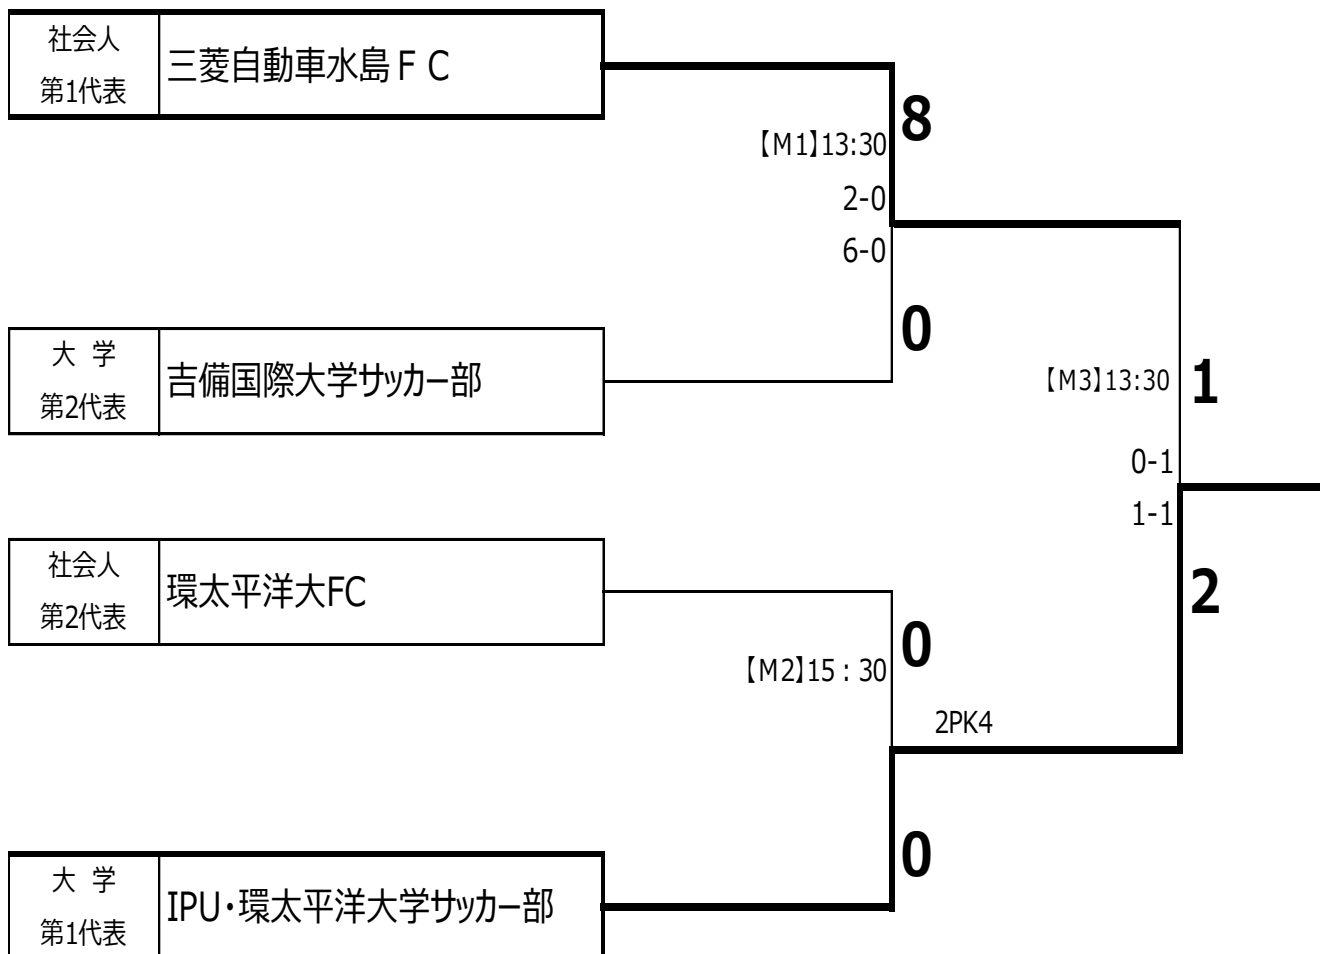 社会人
第1代表
三菱自動車水島ＦＣ
8
【M1】13:30
2-0
6-0
0
大 学
第2代表
吉備国際大学サッカー部
【M3】13:30
1
0-1
1-1
社会人
第2代表
環太平洋大FC
2
0
【M2】15：30
2PK4
0
大 学
第1代表
IPU・環太平洋大学サッカー部